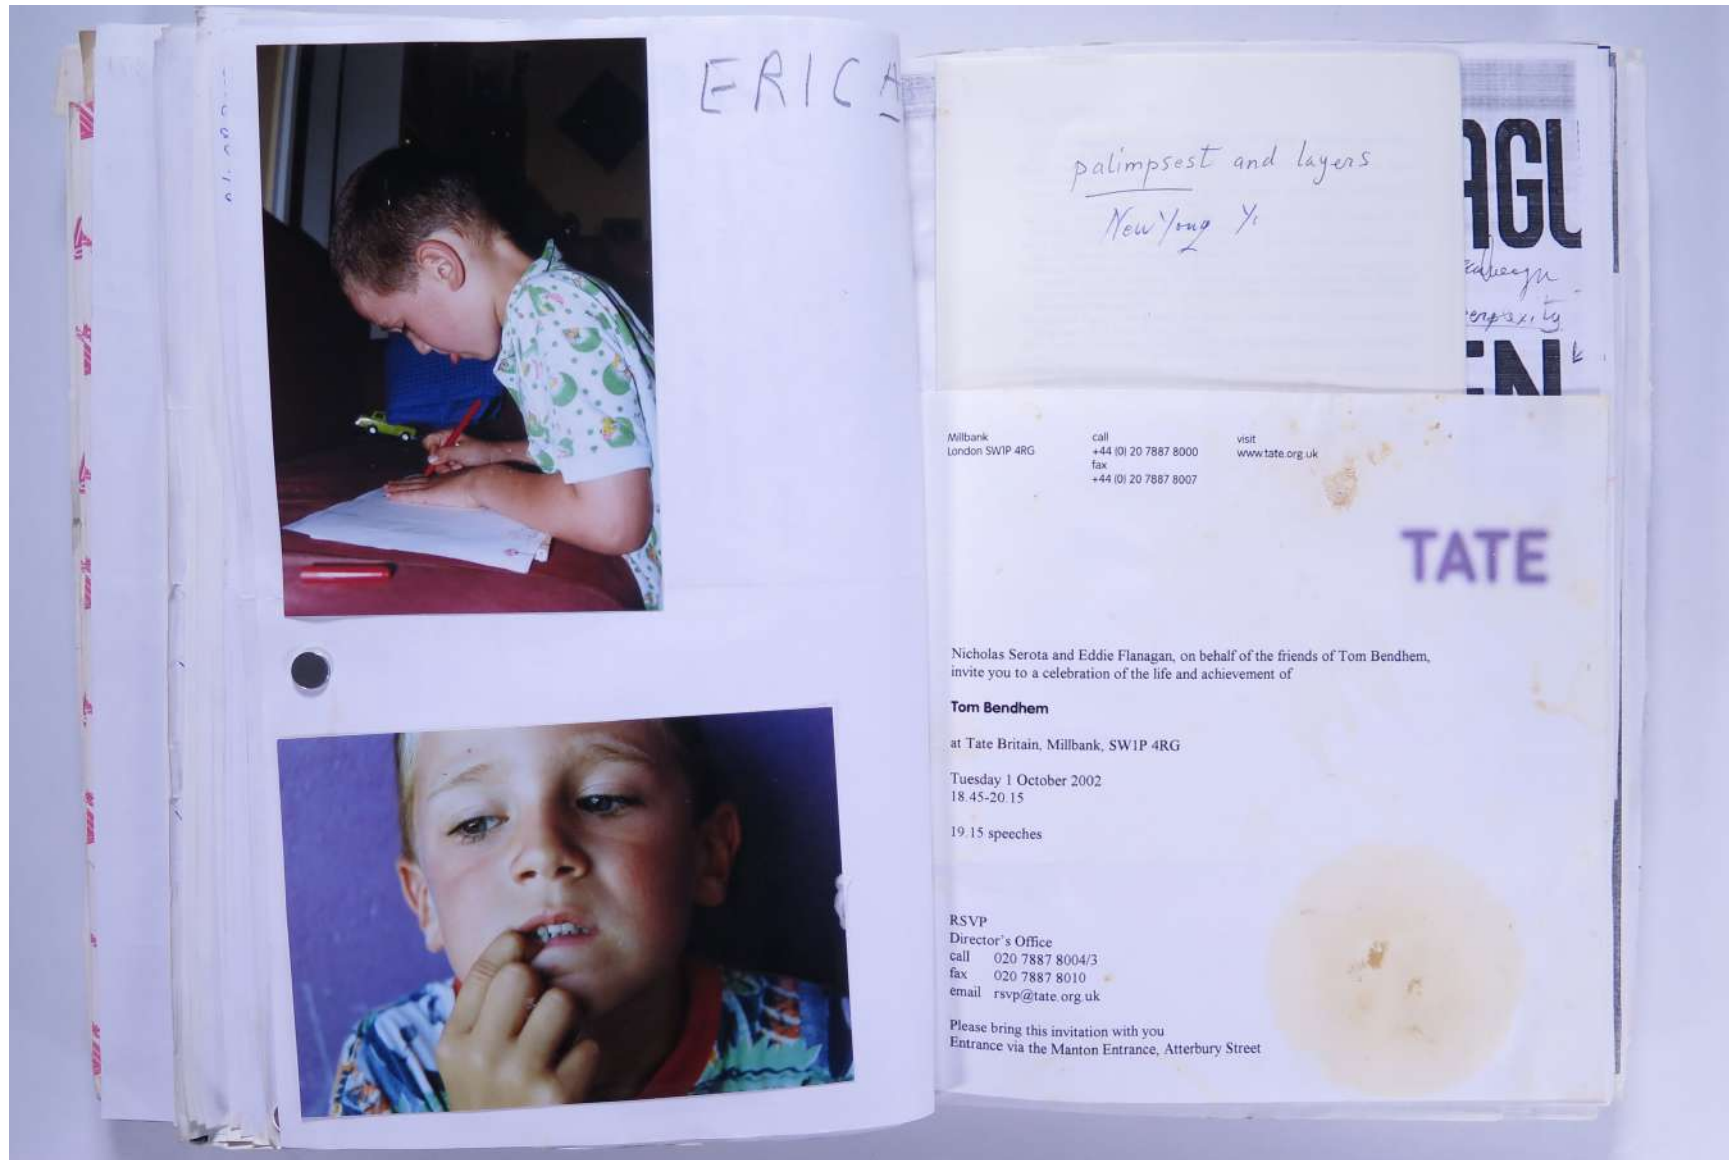 ERICA
palimpsest and layers
New Young Y
AGU
EN
Millbank
London SW1P 4RG
call
+44 (0) 20 7887 8000
fax
+44 (0) 20 7887 8007
visit
www.tate.org.uk
TATE
Nicholas Serota and Eddie Flanagan, on behalf of the friends of Tom Bendhem,
invite you to a celebration of the life and achievement of
Tom Bendhem
at Tate Britain, Millbank, SW1P 4RG
Tuesday 1 October 2002
18.45-20.15
19.15 speeches
RSVP
Director's Office
call 020 7887 8004/3
fax 020 7887 8010
email rsvp@tate.org.uk
Please bring this invitation with you
Entrance via the Manton Entrance, Atterbury Street